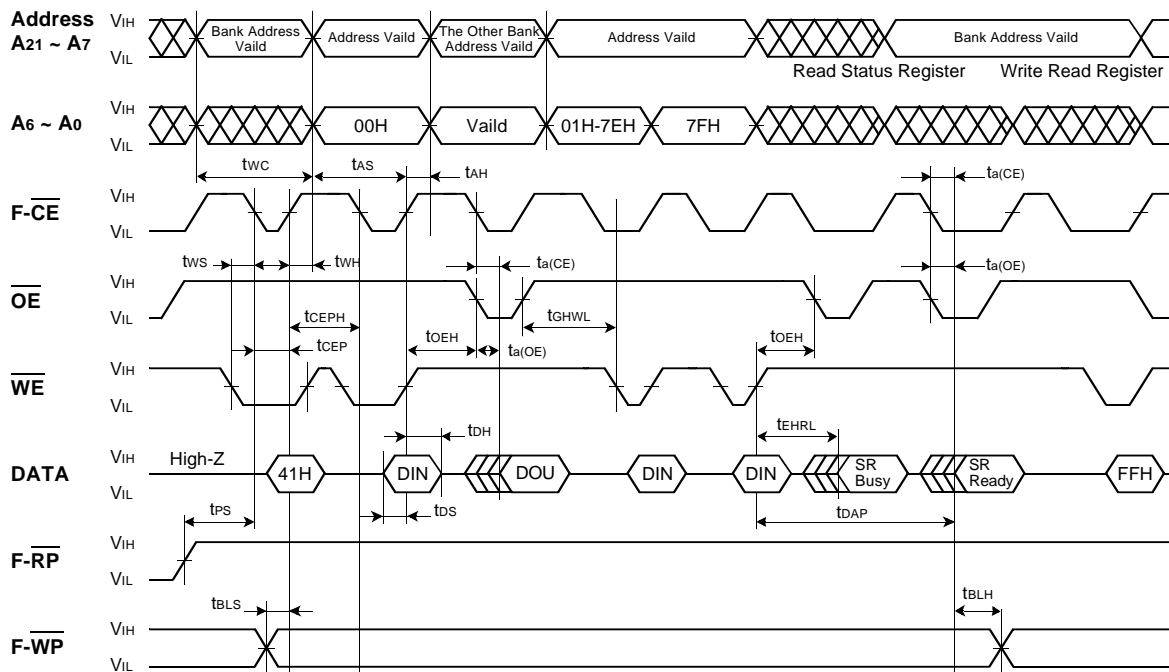 Address
A21 ~ A7
VIH
VIL
Bank Address
Vaild
Address Vaild
The Other Bank
Address Vaild
Address Vaild
Bank Address Vaild
Read Status Register
Write Read Register
A6 ~ A0
VIH
VIL
00H
Vaild
01H-7EH
7FH
tWC
tAS
tAH
ta(CE)
F-CE
VIH
VIL
tWS
tWH
ta(CE)
ta(OE)
OE
VIH
VIL
tCEPH
tCEP
tOEH
tGHWL
ta(OE)
tOEH
WE
VIH
VIL
tDH
tEHRL
DATA
VIH
VIL
High-Z
41H
DIN
DOU
DIN
DIN
SR
Busy
SR
Ready
FFH
tPS
tDS
tDAP
F-RP
VIH
VIL
tBLS
tBLH
F-WP
VIH
VIL